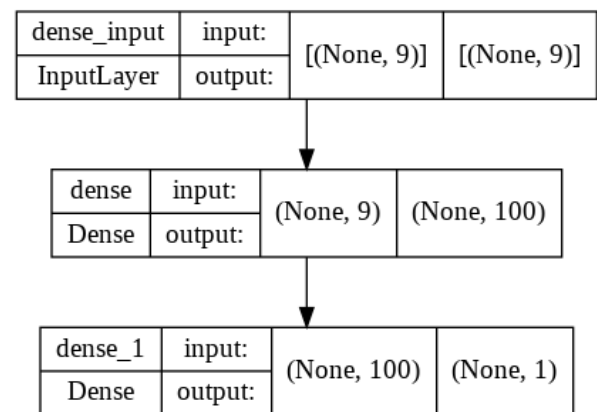 dense_input input: [(None, 9)] [(None, 9)]
InputLayer output:
dense input: (None, 9) (None, 100)
Dense output:
dense_1 input: (None, 100) (None, 1)
Dense output: